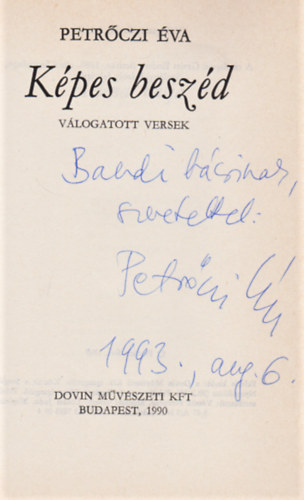 PETRŐCZI ÉVA
Képes beszéd
VÁLOGATOTT VERSEK
Bandi bácsinak,
szeretettel:
Petrőczi Éva
1993., aug. 6.
DOVIN MŰVÉSZETI KFT
BUDAPEST, 1990